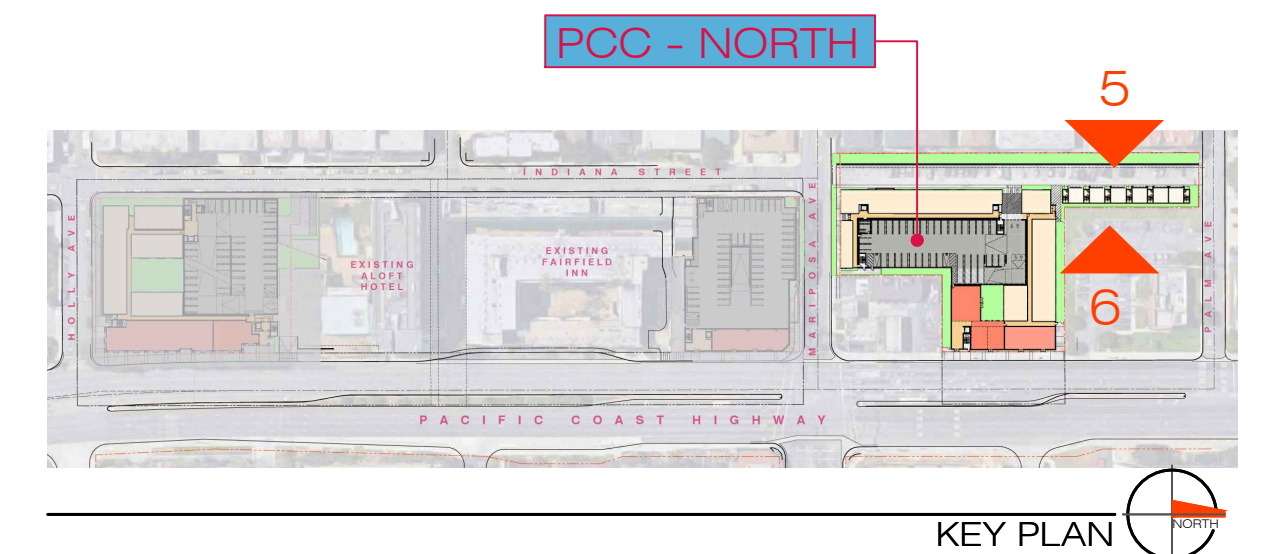 PCC - NORTH
5
INDIANA STREET
HOLLY AVE
EXISTING
ALOFT
HOTEL
EXISTING
FAIRFIELD
INN
MARIPOSA AVE
PALM AVE
6
PACIFIC COAST HIGHWAY
KEY PLAN
NORTH